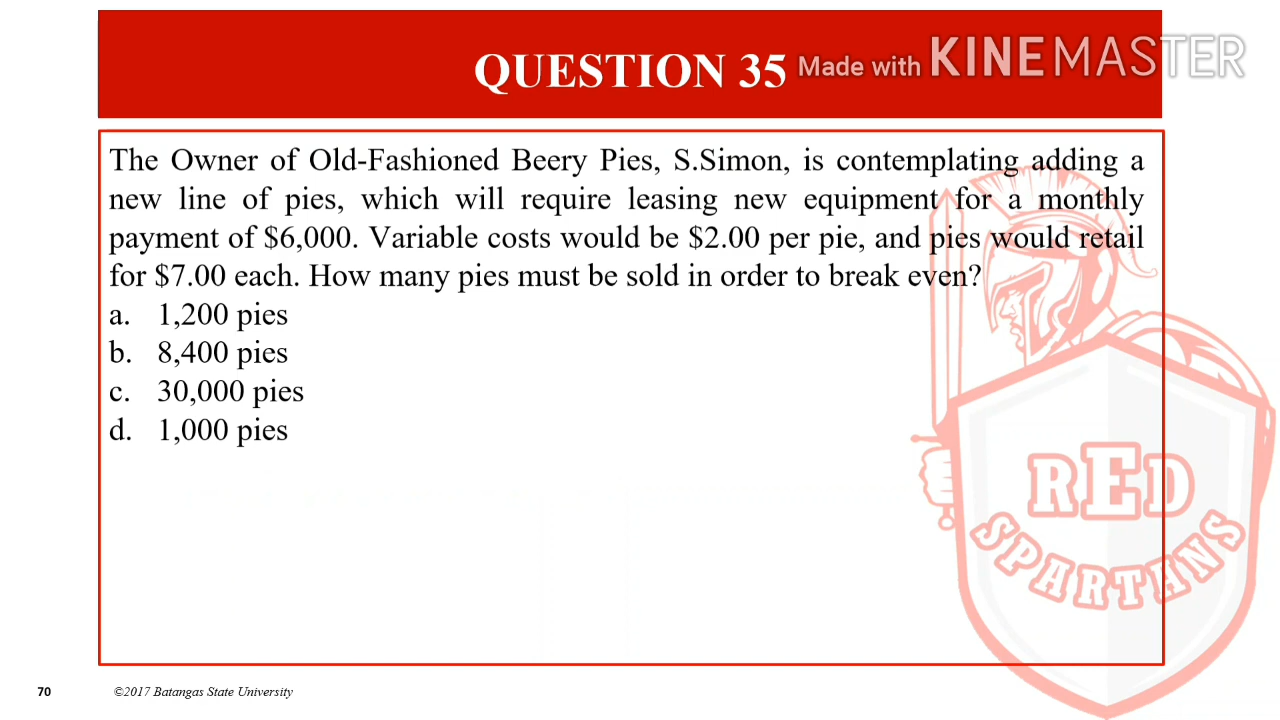 QUESTION 35
Made with KINEMASTER
The Owner of Old-Fashioned Beery Pies, S.Simon, is contemplating adding a
new line of pies, which will require leasing new equipment for a monthly
payment of $6,000. Variable costs would be $2.00 per pie, and pies would retail
for $7.00 each. How many pies must be sold in order to break even?
a. 1,200 pies
b. 8,400 pies
c. 30,000 pies
d. 1,000 pies
RED
SPARTANS
70 ©2017 Batangas State University